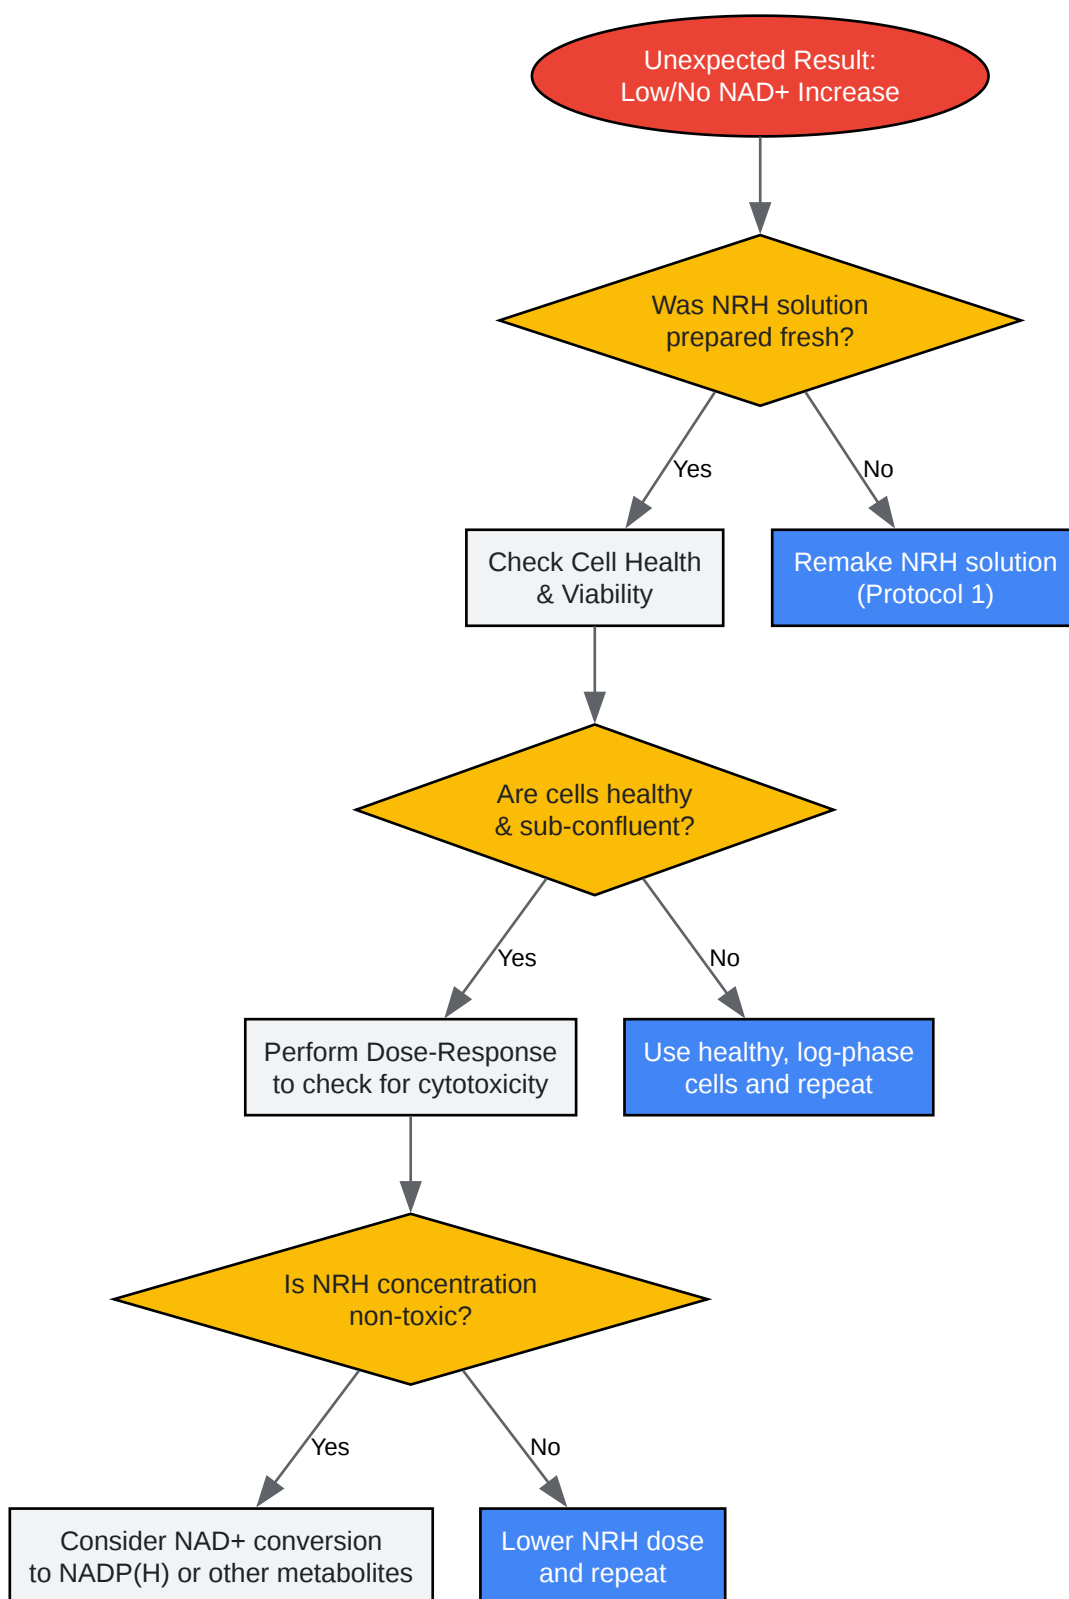 Unexpected Result:
Low/No NAD+ Increase
Was NRH solution
prepared fresh?
Yes
No
Check Cell Health
& Viability
Remake NRH solution
(Protocol 1)
Are cells healthy
& sub-confluent?
Yes
No
Perform Dose-Response
to check for cytotoxicity
Use healthy, log-phase
cells and repeat
Is NRH concentration
non-toxic?
Yes
No
Consider NAD+ conversion
to NADP(H) or other metabolites
Lower NRH dose
and repeat